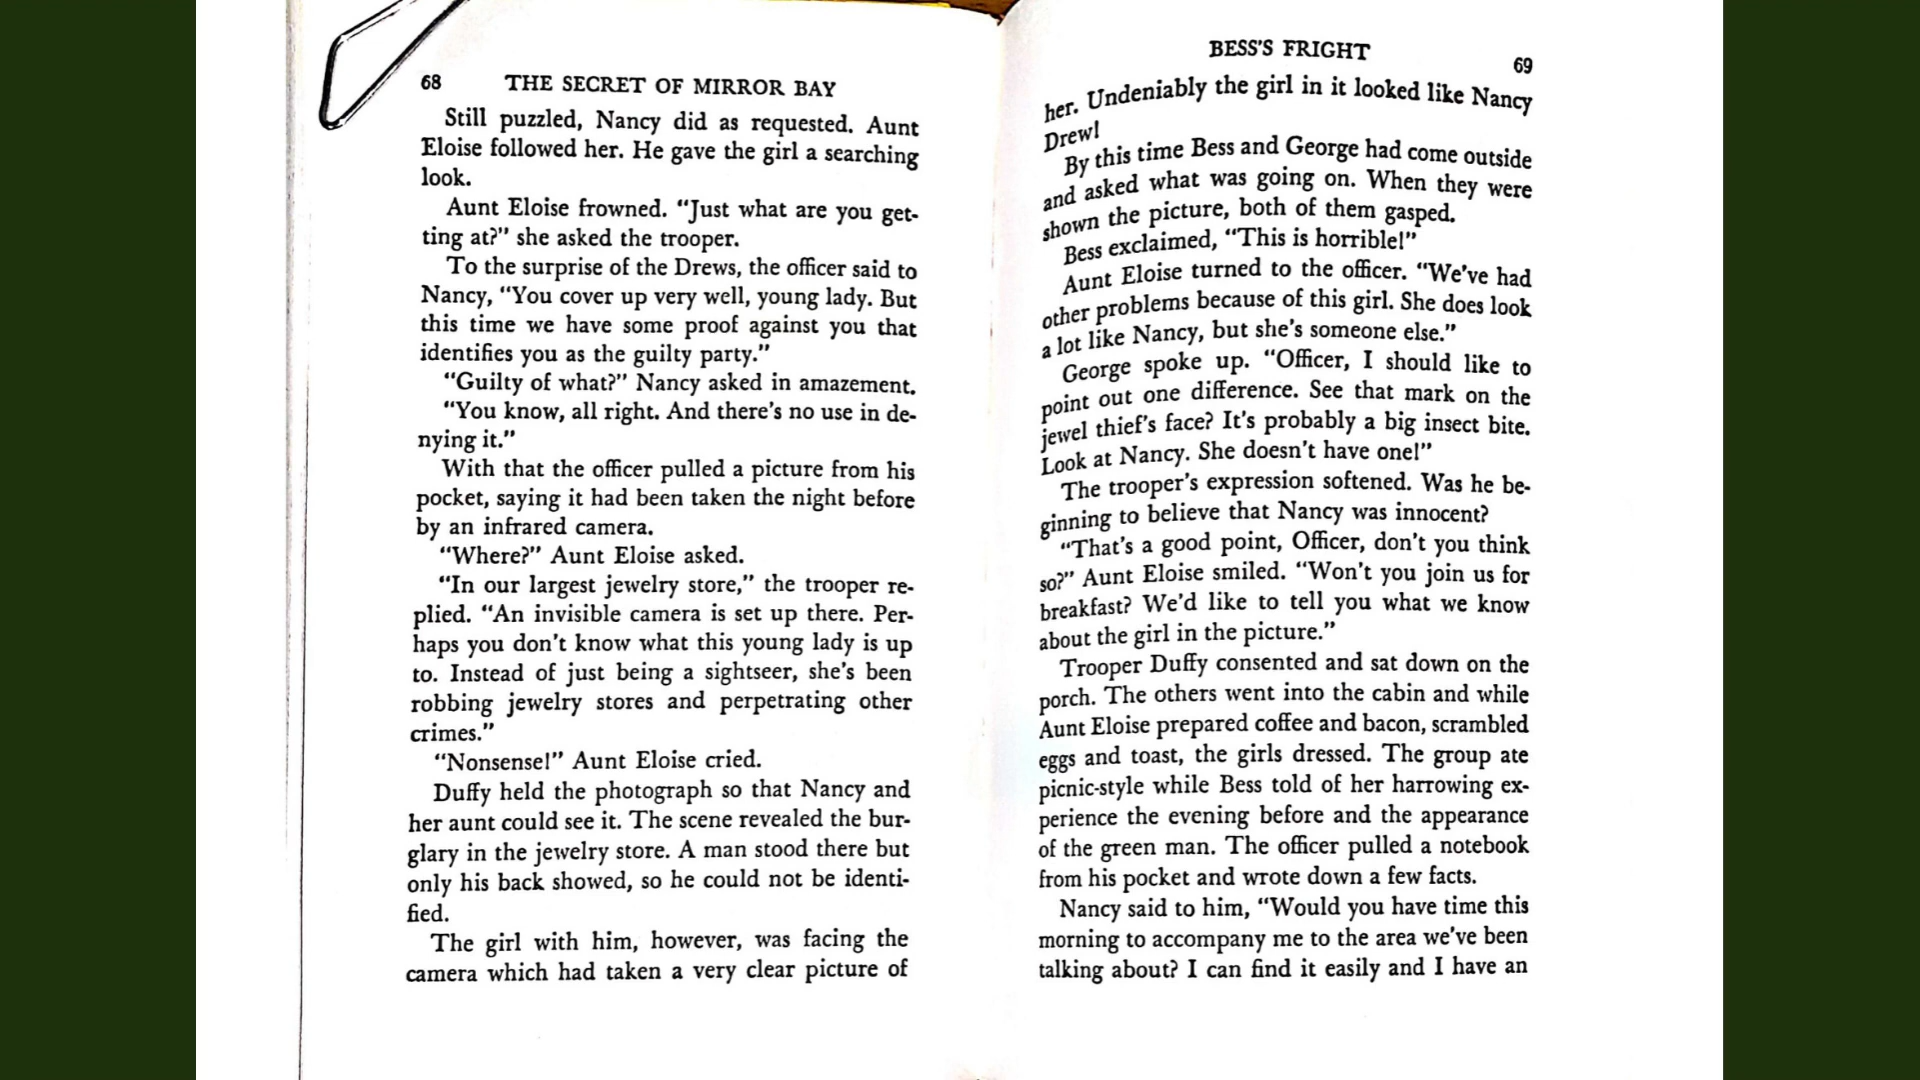 68 THE SECRET OF MIRROR BAY
Still puzzled, Nancy did as requested. Aunt
Eloise followed her. He gave the girl a searching
look.
Aunt Eloise frowned. “Just what are you get-
ting at?” she asked the trooper.
To the surprise of the Drews, the officer said to
Nancy, “You cover up very well, young lady. But
this time we have some proof against you that
identifies you as the guilty party.”
“Guilty of what?” Nancy asked in amazement.
“You know, all right. And there’s no use in de-
nying it.”
With that the officer pulled a picture from his
pocket, saying it had been taken the night before
by an infrared camera.
“Where?” Aunt Eloise asked.
“In our largest jewelry store,” the trooper re-
plied. “An invisible camera is set up there. Per-
haps you don’t know what this young lady is up
to. Instead of just being a sightseer, she’s been
robbing jewelry stores and perpetrating other
crimes.”
“Nonsense!” Aunt Eloise cried.
Duffy held the photograph so that Nancy and
her aunt could see it. The scene revealed the bur-
glary in the jewelry store. A man stood there but
only his back showed, so he could not be identi-
fied.
The girl with him, however, was facing the
camera which had taken a very clear picture of
BESS’S FRIGHT 69
her. Undeniably the girl in it looked like Nancy
Drew!
By this time Bess and George had come outside
and asked what was going on. When they were
shown the picture, both of them gasped.
Bess exclaimed, “This is horrible!”
Aunt Eloise turned to the officer. “We’ve had
other problems because of this girl. She does look
a lot like Nancy, but she’s someone else.”
George spoke up. “Officer, I should like to
point out one difference. See that mark on the
jewel thief’s face? It’s probably a big insect bite.
Look at Nancy. She doesn’t have one!”
The trooper’s expression softened. Was he be-
ginning to believe that Nancy was innocent?
“That’s a good point, Officer, don’t you think
so?” Aunt Eloise smiled. “Won’t you join us for
breakfast? We’d like to tell you what we know
about the girl in the picture.”
Trooper Duffy consented and sat down on the
porch. The others went into the cabin and while
Aunt Eloise prepared coffee and bacon, scrambled
eggs and toast, the girls dressed. The group ate
picnic-style while Bess told of her harrowing ex-
perience the evening before and the appearance
of the green man. The officer pulled a notebook
from his pocket and wrote down a few facts.
Nancy said to him, “Would you have time this
morning to accompany me to the area we’ve been
talking about? I can find it easily and I have an